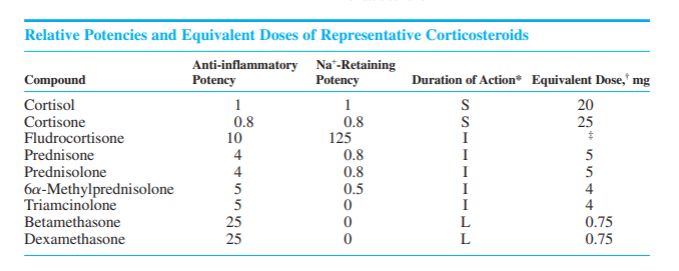 Relative Potencies and Equivalent Doses of Representative Corticosteroids
Anti-inflammatory Na⁺-Retaining
Compound Potency Potency Duration of Action* Equivalent Dose,† mg
Cortisol 1 1 S 20
Cortisone 0.8 0.8 S 25
Fludrocortisone 10 125 I ‡
Prednisone 4 0.8 I 5
Prednisolone 4 0.8 I 5
6α-Methylprednisolone 5 0.5 I 4
Triamcinolone 5 0 I 4
Betamethasone 25 0 L 0.75
Dexamethasone 25 0 L 0.75